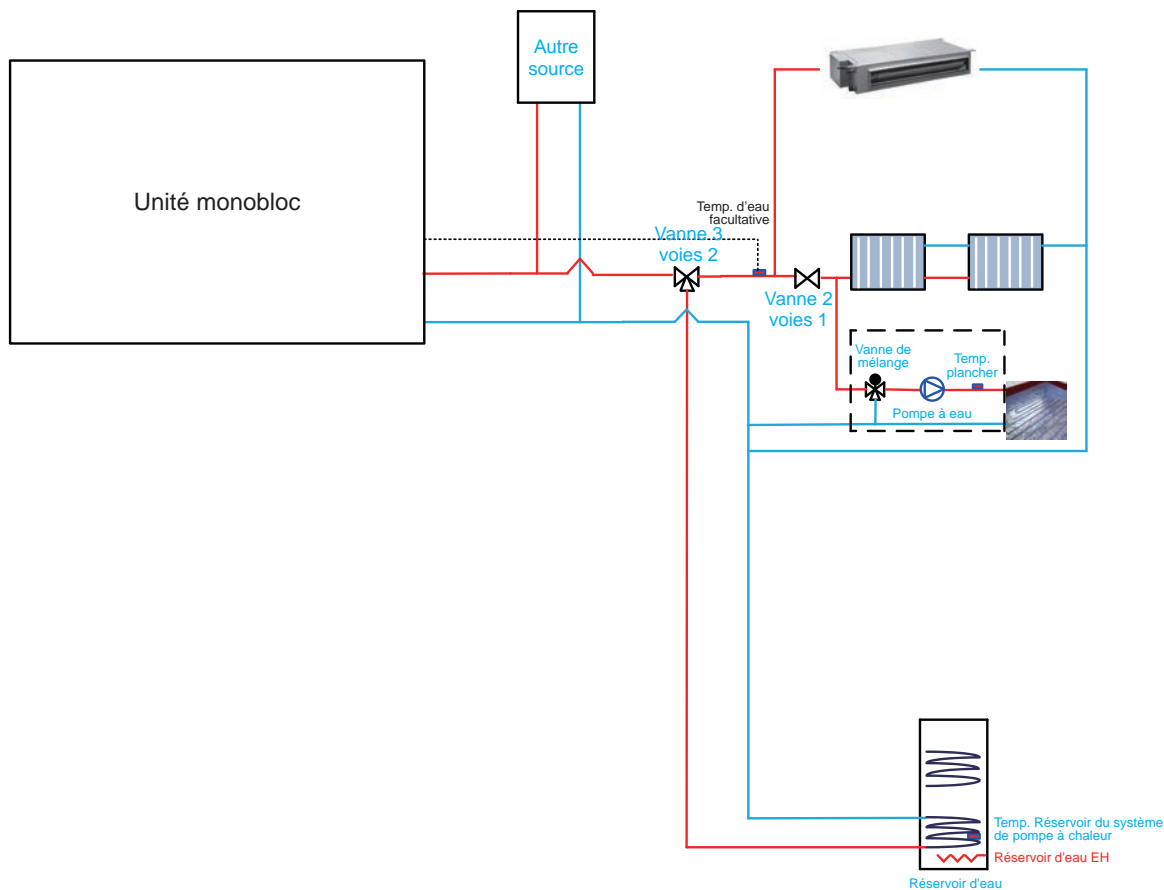 Autre
source
Unité monobloc
Temp. d'eau
facultative
Vanne 3
voies 2
Vanne 2
voies 1
Vanne de
mélange
Temp.
plancher
Pompe à eau
Temp. Réservoir du système
de pompe à chaleur
Réservoir d'eau EH
Réservoir d'eau